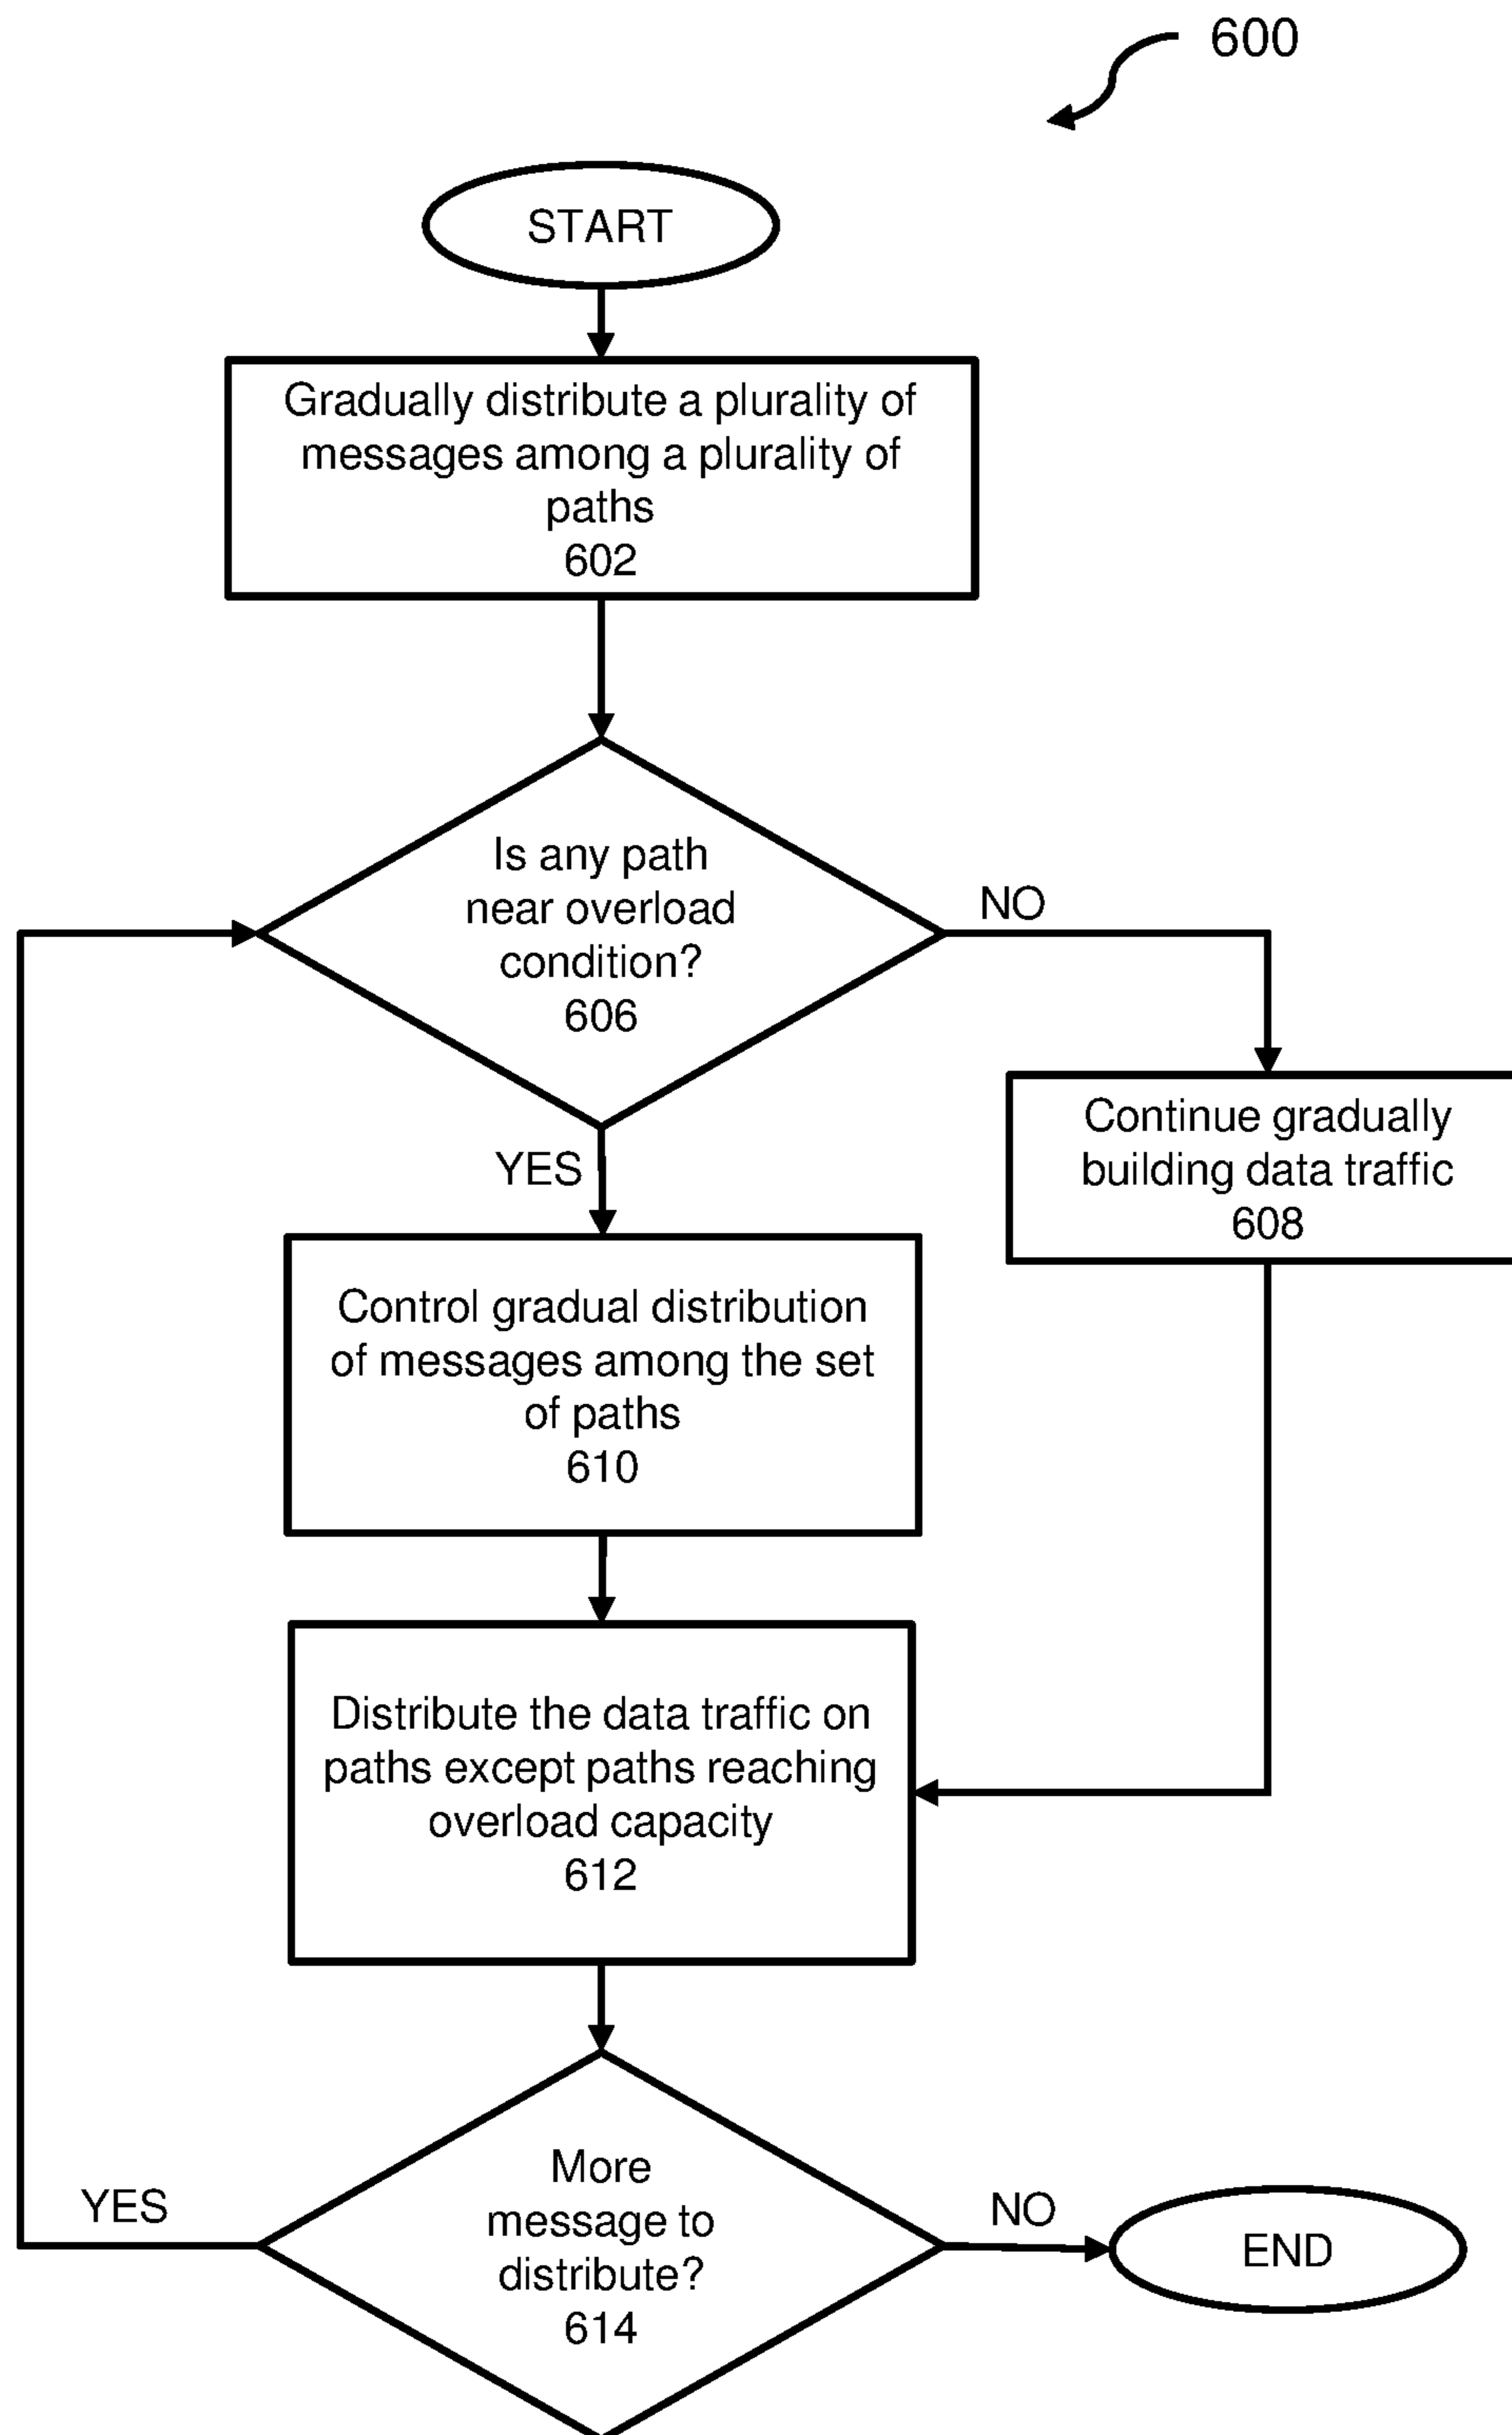 600
START
Gradually distribute a plurality of
messages among a plurality of
paths
602
Is any path
near overload
condition?
606
NO
YES
Continue gradually
building data traffic
608
Control gradual distribution
of messages among the set
of paths
610
Distribute the data traffic on
paths except paths reaching
overload capacity
612
More
message to
distribute?
614
YES
NO
END